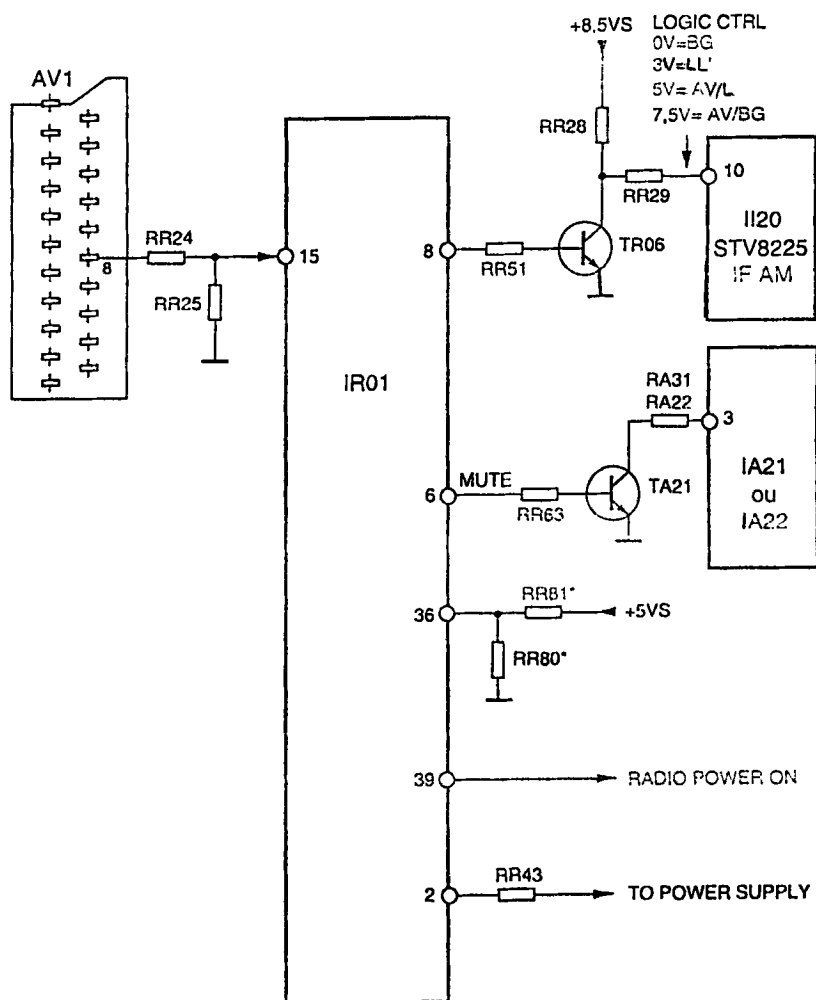 +8,5VS
LOGIC CTRL
0V=BG
3V=LL'
5V= AV/L
7,5V= AV/BG
AV1
RR28
RR29
10
II20
STV8225
IF AM
RR24
8
15
RR25
8
RR51
TR06
IR01
RA31
RA22
3
IA21
ou
IA22
6
MUTE
RR63
TA21
36
RR81*
+5VS
RR80*
39
RADIO POWER ON
2
RR43
TO POWER SUPPLY